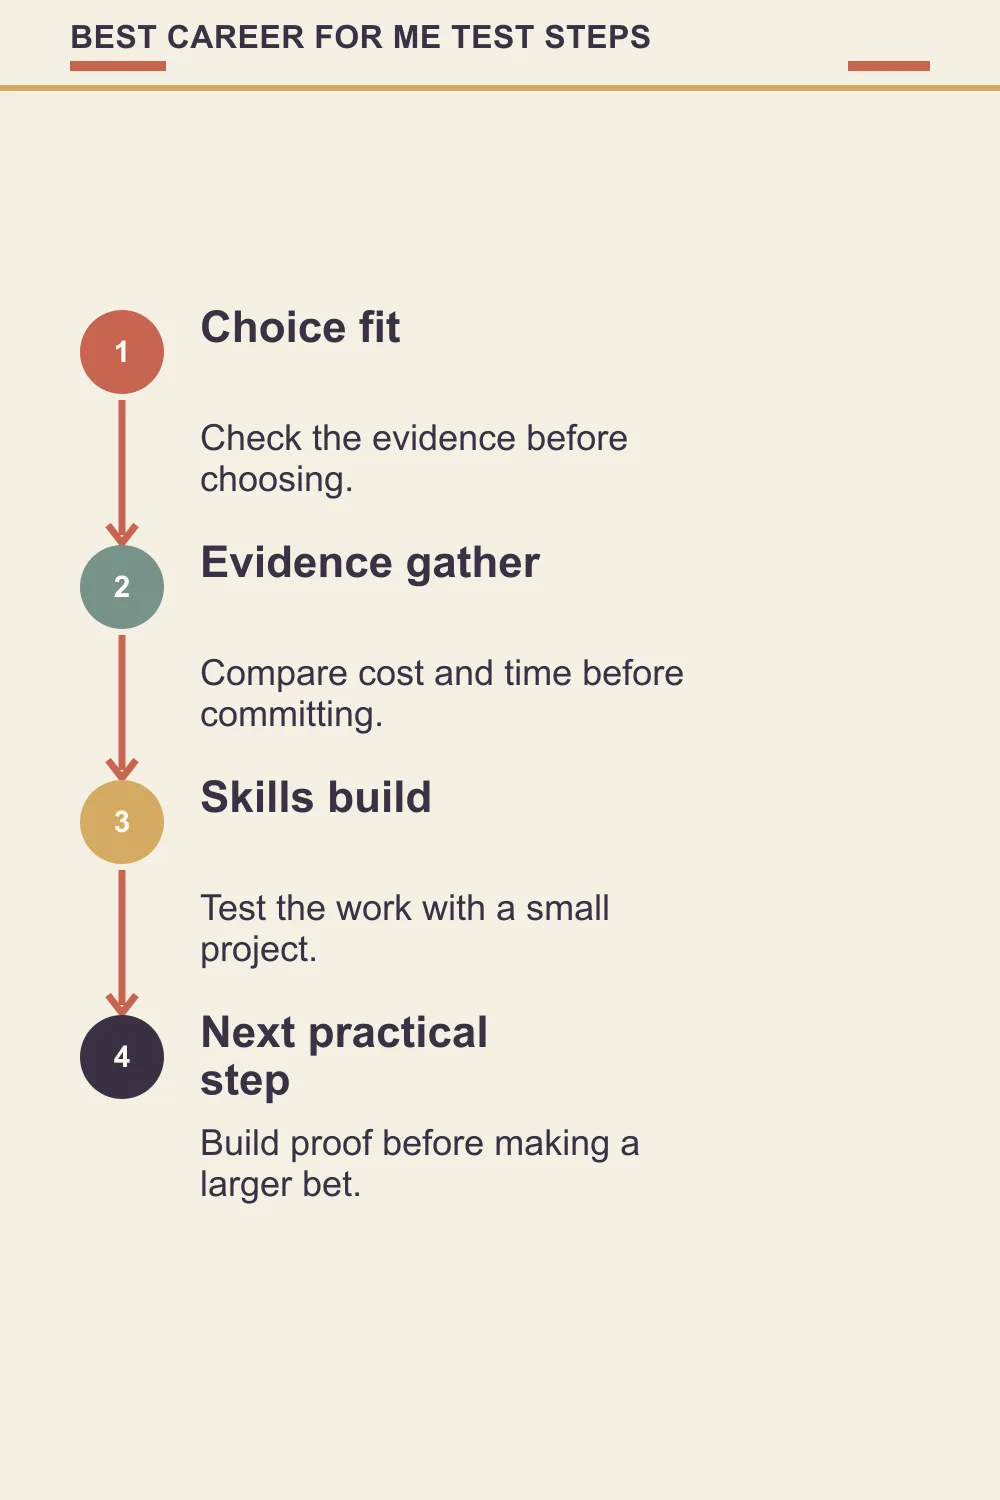 BEST CAREER FOR ME TEST STEPS
1
Choice fit
Check the evidence before
choosing.
2
Evidence gather
Compare cost and time before
committing.
3
Skills build
Test the work with a small
project.
4
Next practical
step
Build proof before making a
larger bet.